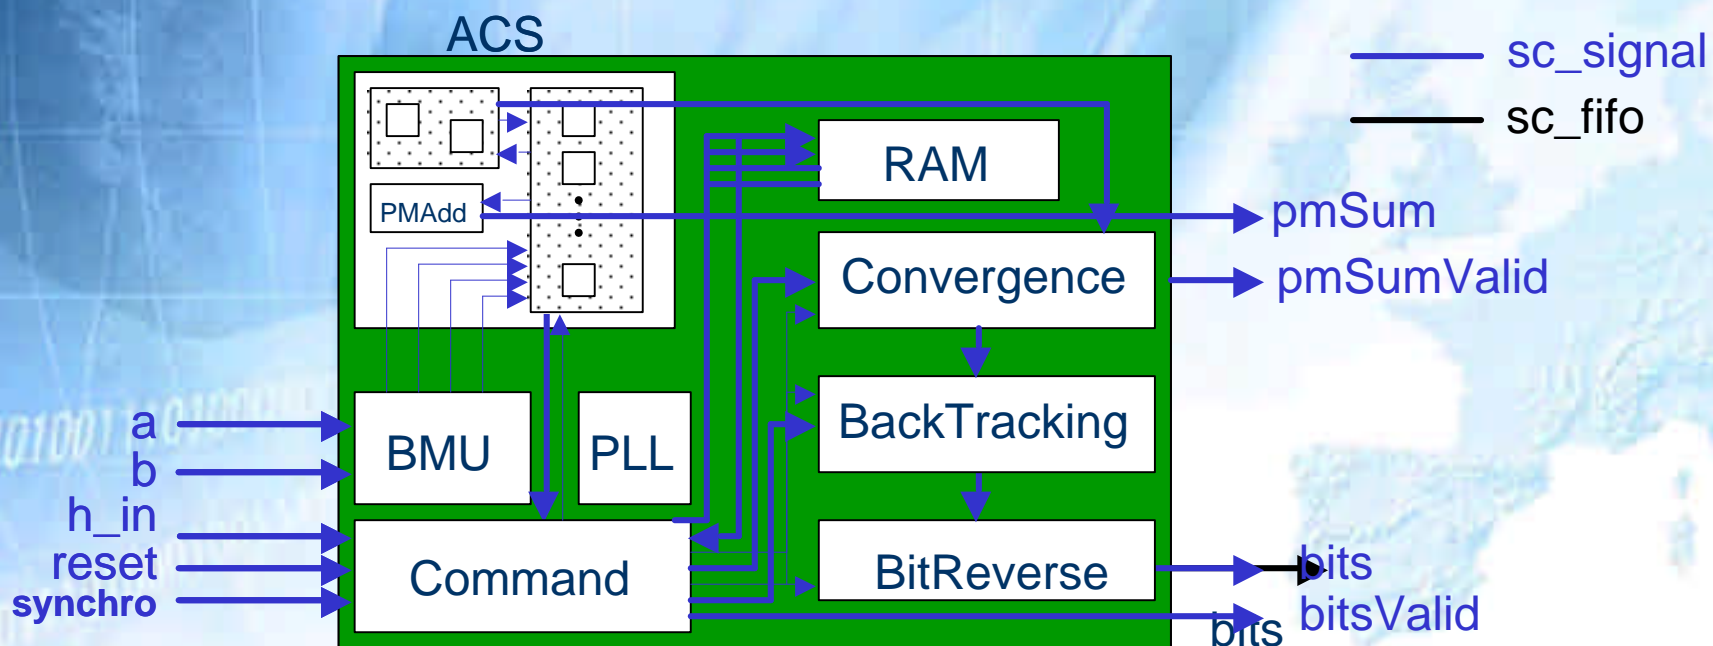 ACS
sc_signal
sc_fifo
RAM
PMAdd
pmSum
Convergence
pmSumValid
BackTracking
a
b
BMU
PLL
h_in
reset
synchro
Command
BitReverse
bits
bitsValid
bits